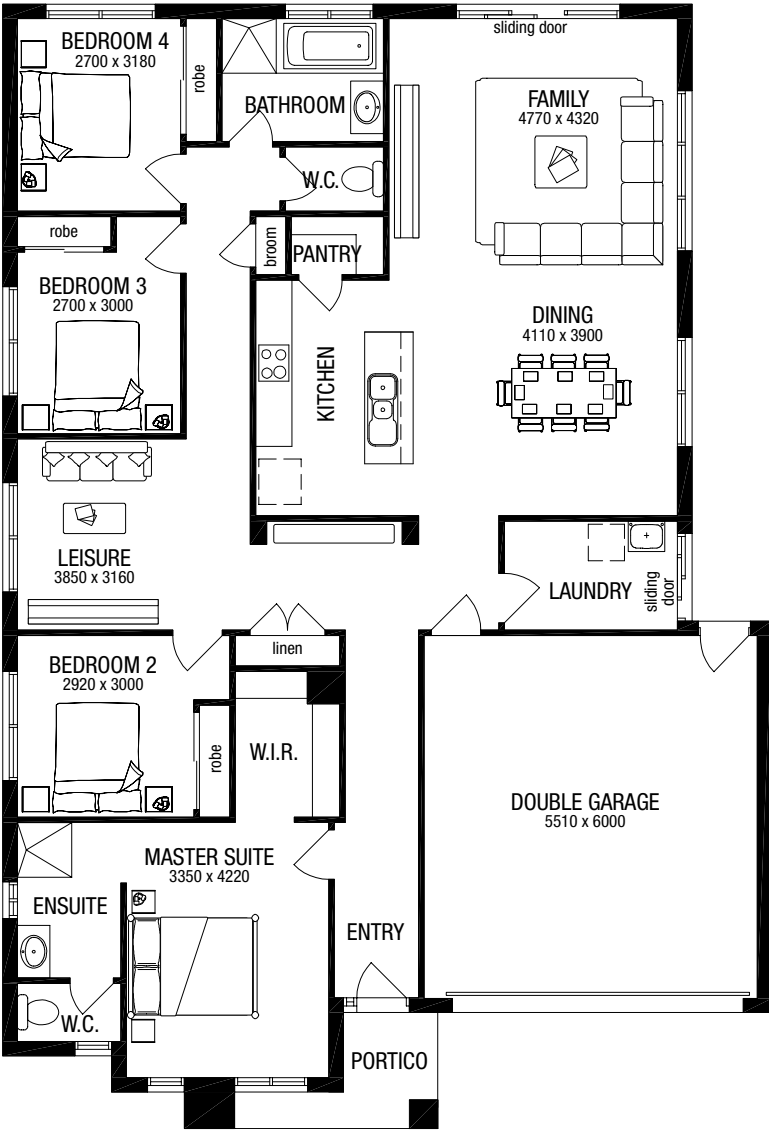 sliding door
BEDROOM 4
2700 x 3180
robe
BATHROOM
FAMILY
4770 x 4320
W.C.
robe
broom
PANTRY
BEDROOM 3
2700 x 3000
DINING
4110 x 3900
KITCHEN
LEISURE
3850 x 3160
LAUNDRY
sliding
door
linen
BEDROOM 2
2920 x 3000
robe
W.I.R.
DOUBLE GARAGE
5510 x 6000
MASTER SUITE
3350 x 4220
ENSUITE
ENTRY
W.C.
PORTICO